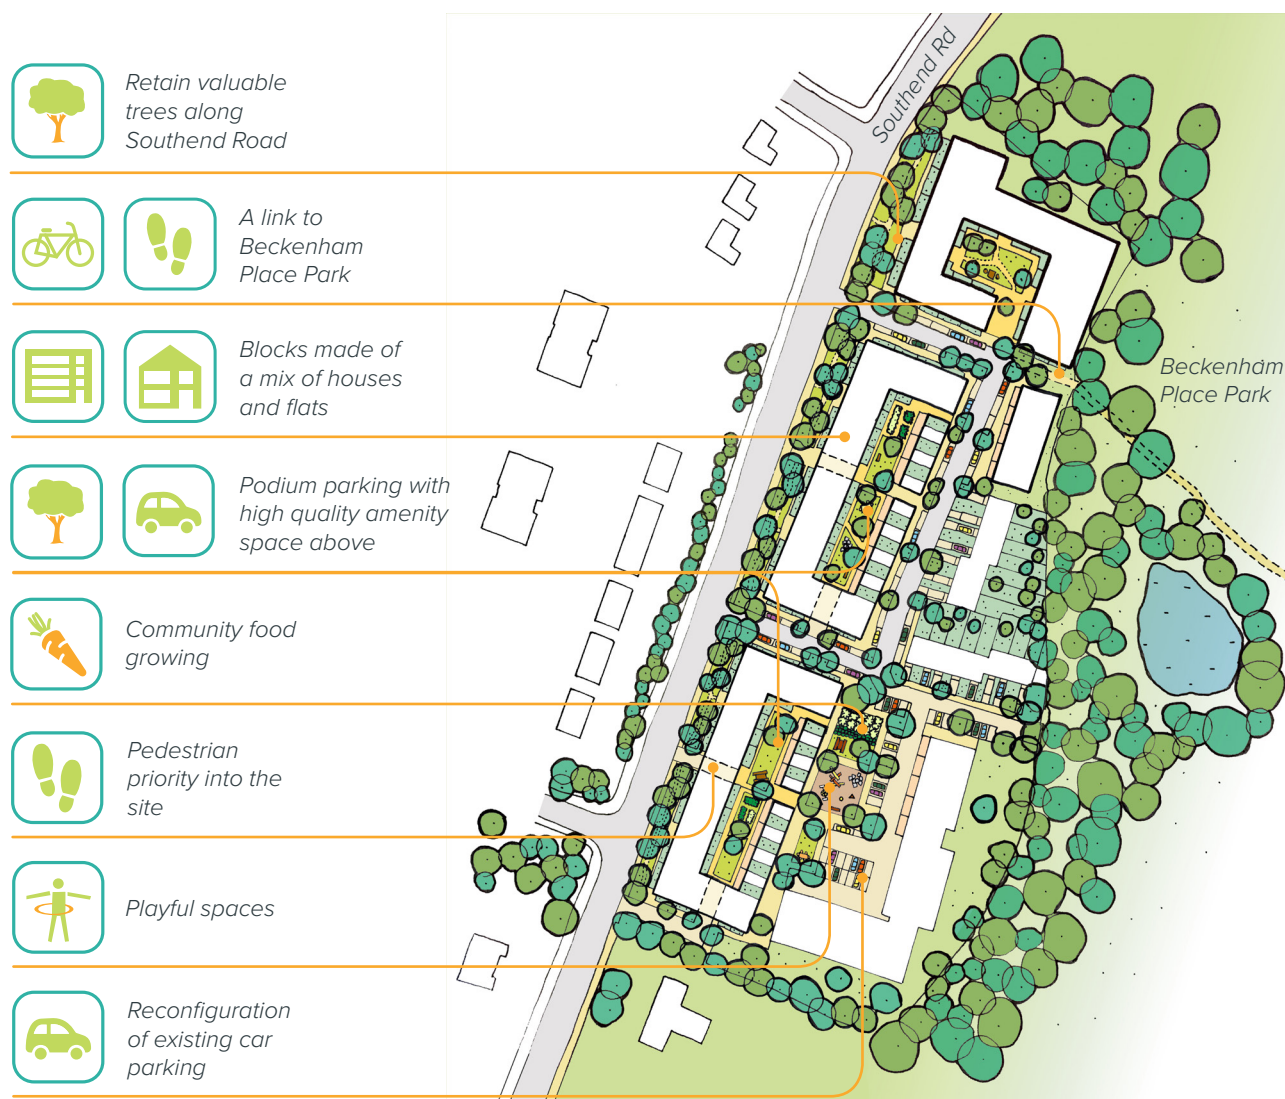 Retain valuable
trees along
Southend Road
A link to
Beckenham
Place Park
Blocks made of
a mix of houses
and flats
Podium parking with
high quality amenity
space above
Community food
growing
Pedestrian
priority into the
site
Playful spaces
Reconfiguration
of existing car
parking
Southend Rd
Beckenham
Place Park